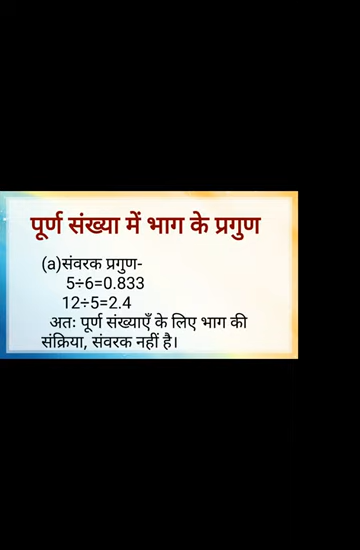 पूर्ण संख्या में भाग के प्रगुण
(a)संवरक प्रगुण-
5÷6=0.833
12÷5=2.4
अतः पूर्ण संख्याएँ के लिए भाग की
संक्रिया, संवरक नहीं है।